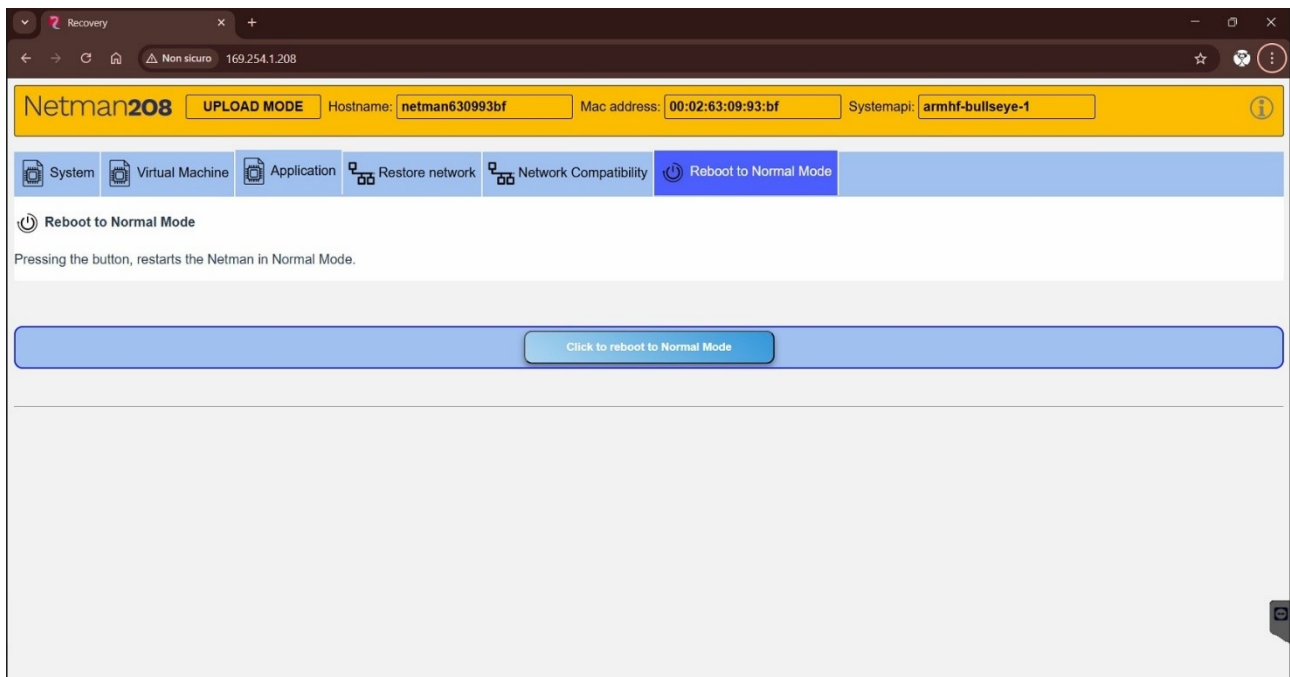 Recovery
Non sicuro 169.254.1.208
Netman208 UPLOAD MODE Hostname: netman630993bf Mac address: 00:02:63:09:93:bf Systemapi: armhf-bullseye-1
System Virtual Machine Application Restore network Network Compatibility Reboot to Normal Mode
Reboot to Normal Mode
Pressing the button, restarts the Netman in Normal Mode.
Click to reboot to Normal Mode